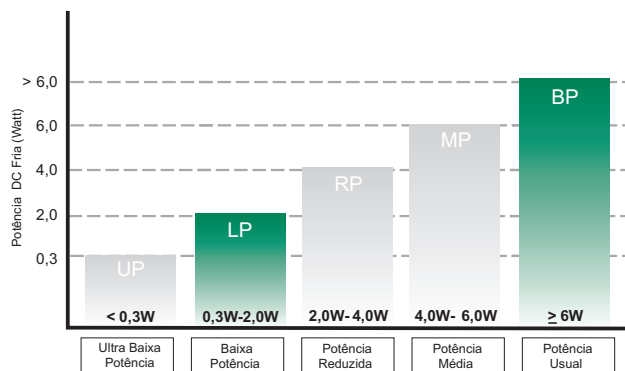 Potência DC Fria (Watt)
> 6,0
6,0
4,0
2,0
0,3
UP
LP
RP
MP
BP
< 0,3W
0,3W-2,0W
2,0W- 4,0W
4,0W- 6,0W
≥ 6W
Ultra Baixa
Potência
Baixa
Potência
Potência
Reduzida
Potência
Média
Potência
Usual